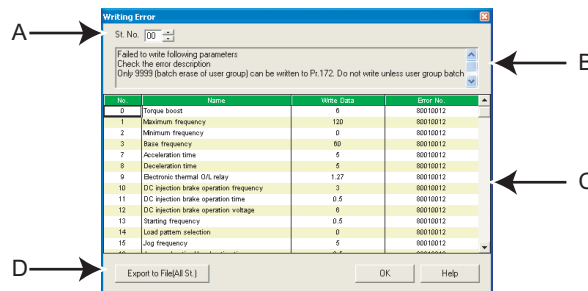 Writing Error
A
St. No. 00
Failed to write following parameters
Check the error description
Only 9999 (batch erase of user group) can be written to Pr.172. Do not write unless user group batch
B
No. Name Write Data Error No.
0 Torque boost 6 80010012
1 Maximum frequency 120 80010012
2 Minimum frequency 0 80010012
3 Base frequency 60 80010012
7 Acceleration time 5 80010012
8 Deceleration time 5 80010012
9 Electronic thermal O/L relay 1.27 80010012
C
10 DC injection brake operation frequency 3 80010012
11 DC injection brake operation time 0.5 80010012
12 DC injection brake operation voltage 6 80010012
13 Starting frequency 0.5 80010012
14 Load pattern selection 0 80010012
15 Jog frequency 5 80010012
D
Export to File(All St.) OK Help